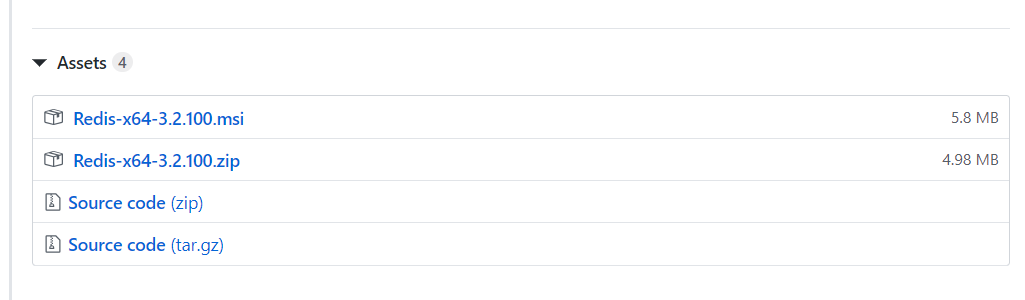 Assets 4
Redis-x64-3.2.100.msi 5.8 MB
Redis-x64-3.2.100.zip 4.98 MB
Source code (zip)
Source code (tar.gz)